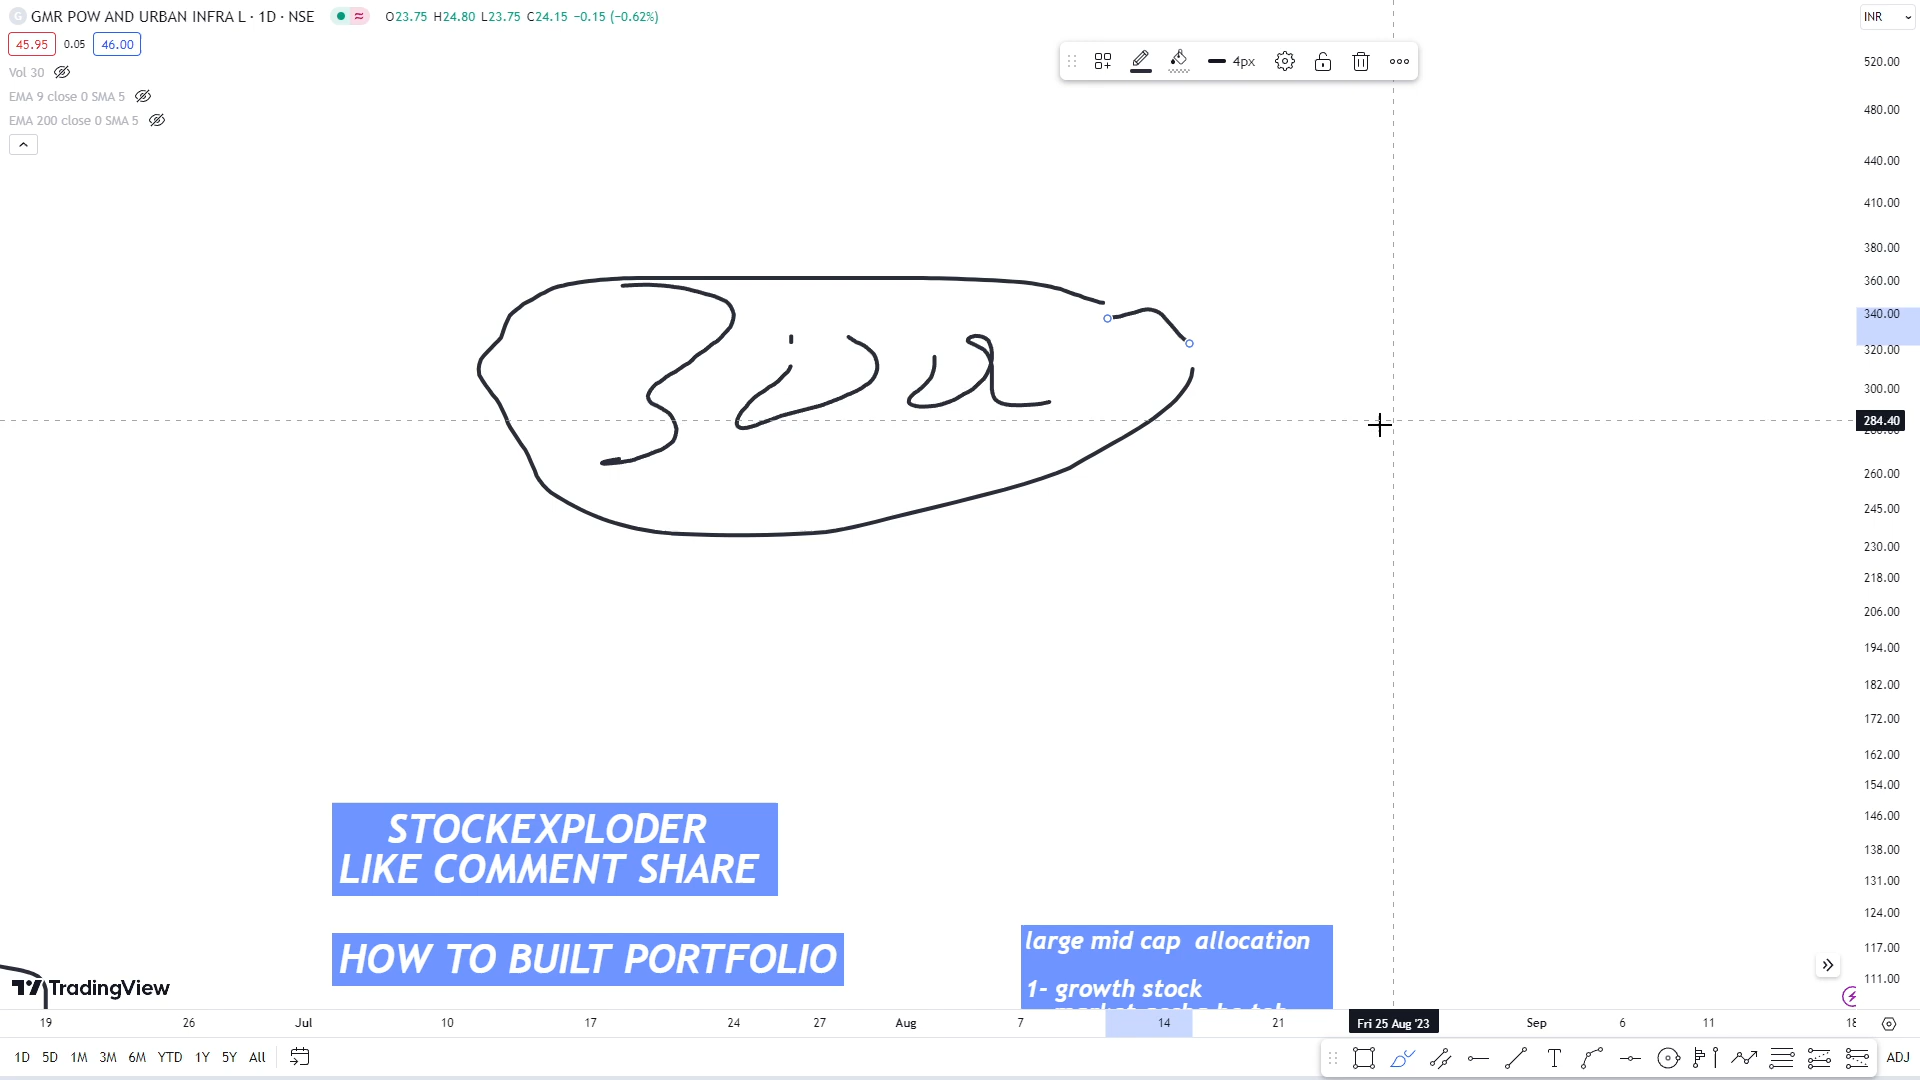 GMR POW AND URBAN INFRA L · 1D · NSE
O23.75 H24.80 L23.75 C24.15 −0.15 (−0.62%)
INR
45.95 0.05 46.00
Vol 30
EMA 9 close 0 SMA 5
EMA 200 close 0 SMA 5
4px
520.00
480.00
440.00
410.00
380.00
360.00
340.00
320.00
300.00
284.40
260.00
245.00
230.00
218.00
206.00
194.00
182.00
172.00
162.00
154.00
146.00
138.00
131.00
124.00
117.00
111.00
STOCKEXPLODER
LIKE COMMENT SHARE
HOW TO BUILT PORTFOLIO
large mid cap allocation
1- growth stock
TradingView
19 26 Jul 10 17 24 27 Aug 7 14 21 Fri 25 Aug '23 Sep 6 11 18
1D 5D 1M 3M 6M YTD 1Y 5Y All
ADJ